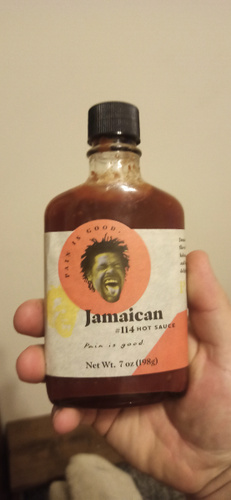 PAIN IS GOOD.
Jamaican
#114 HOT SAUCE
Pain is good
Net Wt. 7 oz (198g)